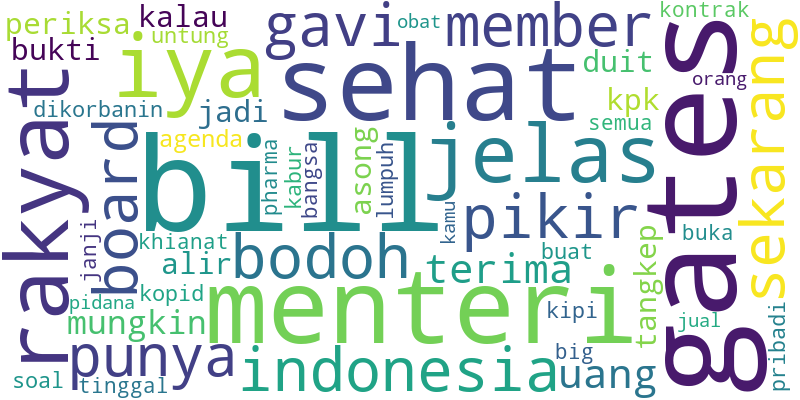 periksa
kalau
gavi
obat
member
kontrak
bukti
untung
iya
sehat
duit
orang
gates
sekarang
rakyat
dikorbanin
jadi
kpk
semua
board
agenda
bill
jelas
pharma
kabur
bangsa
asong
lumpuh
kamu
pikir
janji
khianat
alir
bodoh
terima
buat
buka
tangkep
pidana
kopid
menteri
kipi
mungkin
jual
pribadi
punya
indonesia
big
uang
soal
tinggal